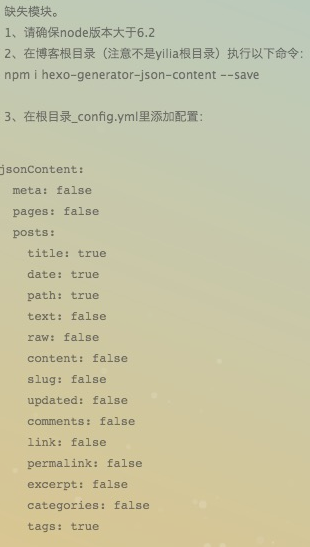 缺失模块。
1、请确保node版本大于6.2
2、在博客根目录（注意不是yilia根目录）执行以下命令：
npm i hexo-generator-json-content --save
3、在根目录_config.yml里添加配置：
jsonContent:
  meta: false
  pages: false
  posts:
    title: true
    date: true
    path: true
    text: false
    raw: false
    content: false
    slug: false
    updated: false
    comments: false
    link: false
    permalink: false
    excerpt: false
    categories: false
    tags: true